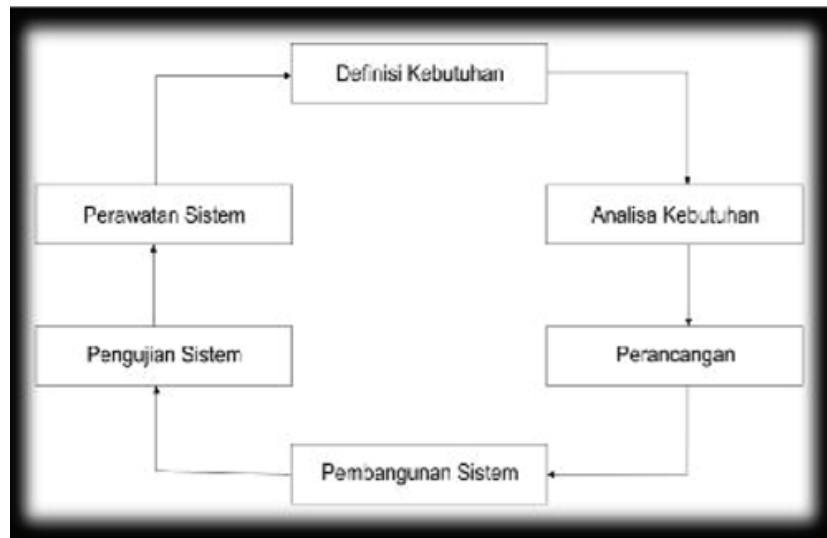 Definisi Kebutuhan
Perawatan Sistem
Analisa Kebutuhan
Pengujian Sistem
Perancangan
Pembangunan Sistem